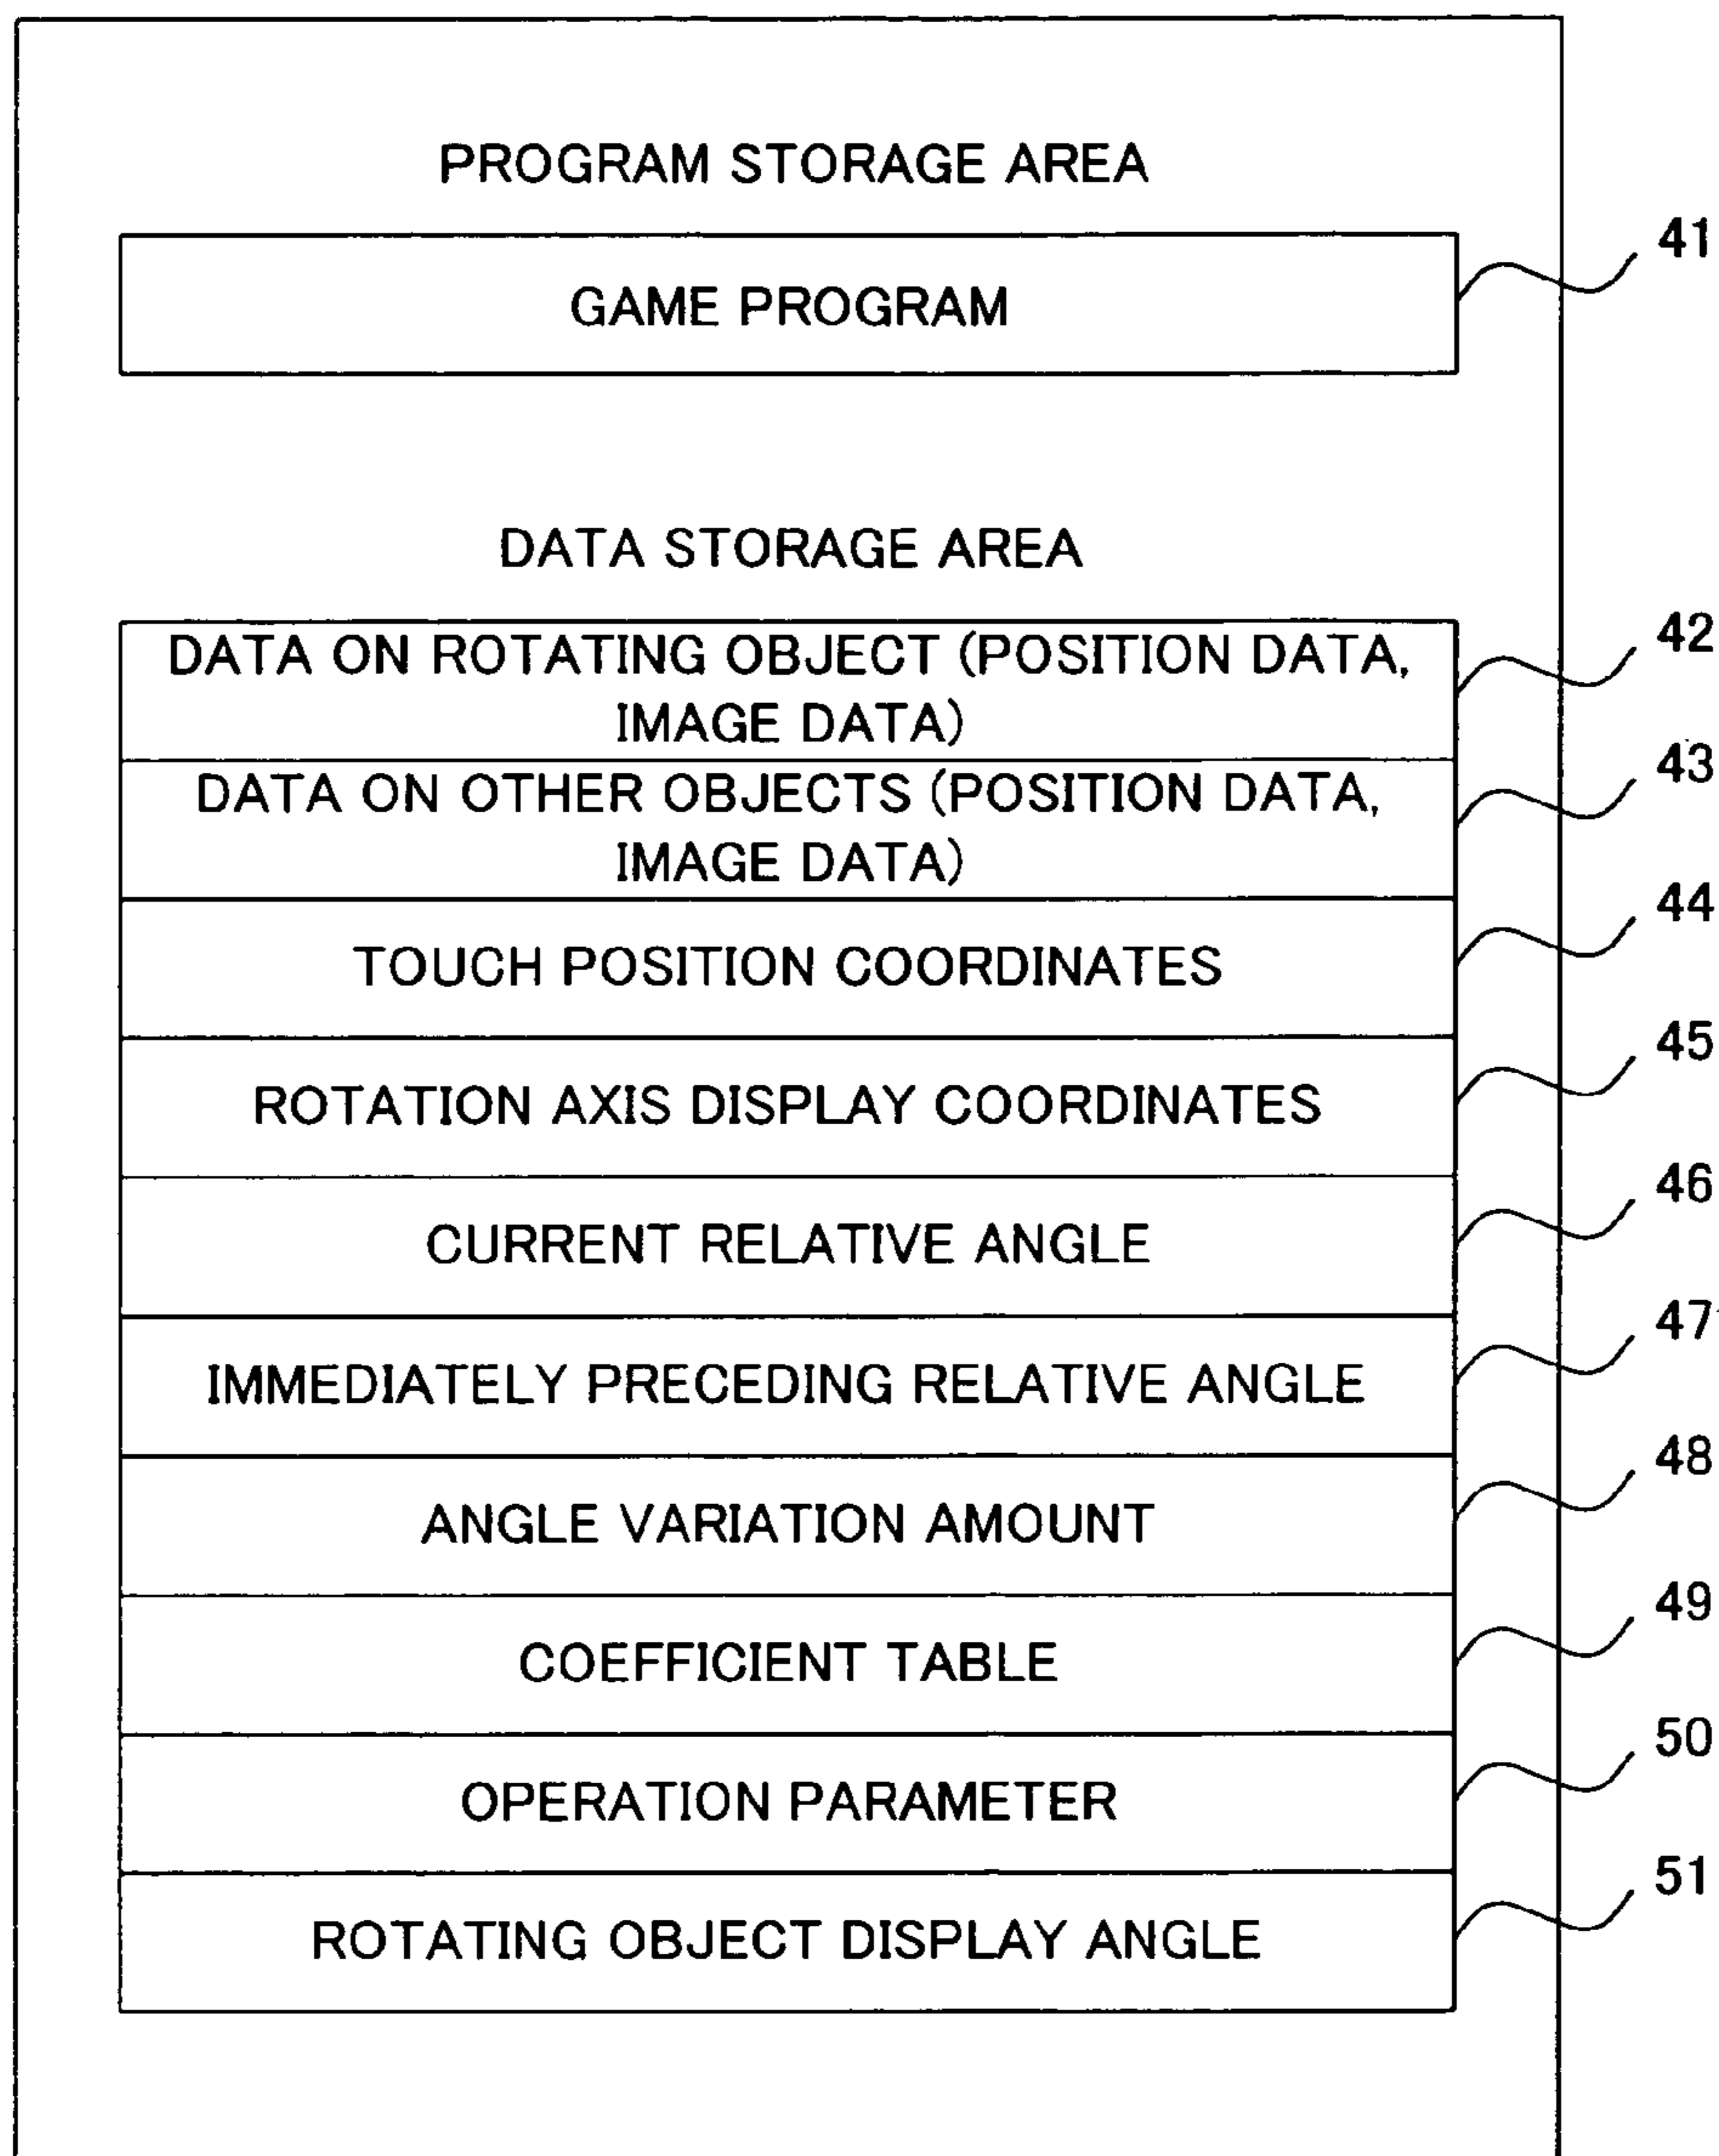 PROGRAM STORAGE AREA
GAME PROGRAM
41
DATA STORAGE AREA
DATA ON ROTATING OBJECT (POSITION DATA,
IMAGE DATA)
42
DATA ON OTHER OBJECTS (POSITION DATA,
IMAGE DATA)
43
TOUCH POSITION COORDINATES
44
ROTATION AXIS DISPLAY COORDINATES
45
CURRENT RELATIVE ANGLE
46
IMMEDIATELY PRECEDING RELATIVE ANGLE
47
ANGLE VARIATION AMOUNT
48
COEFFICIENT TABLE
49
OPERATION PARAMETER
50
ROTATING OBJECT DISPLAY ANGLE
51